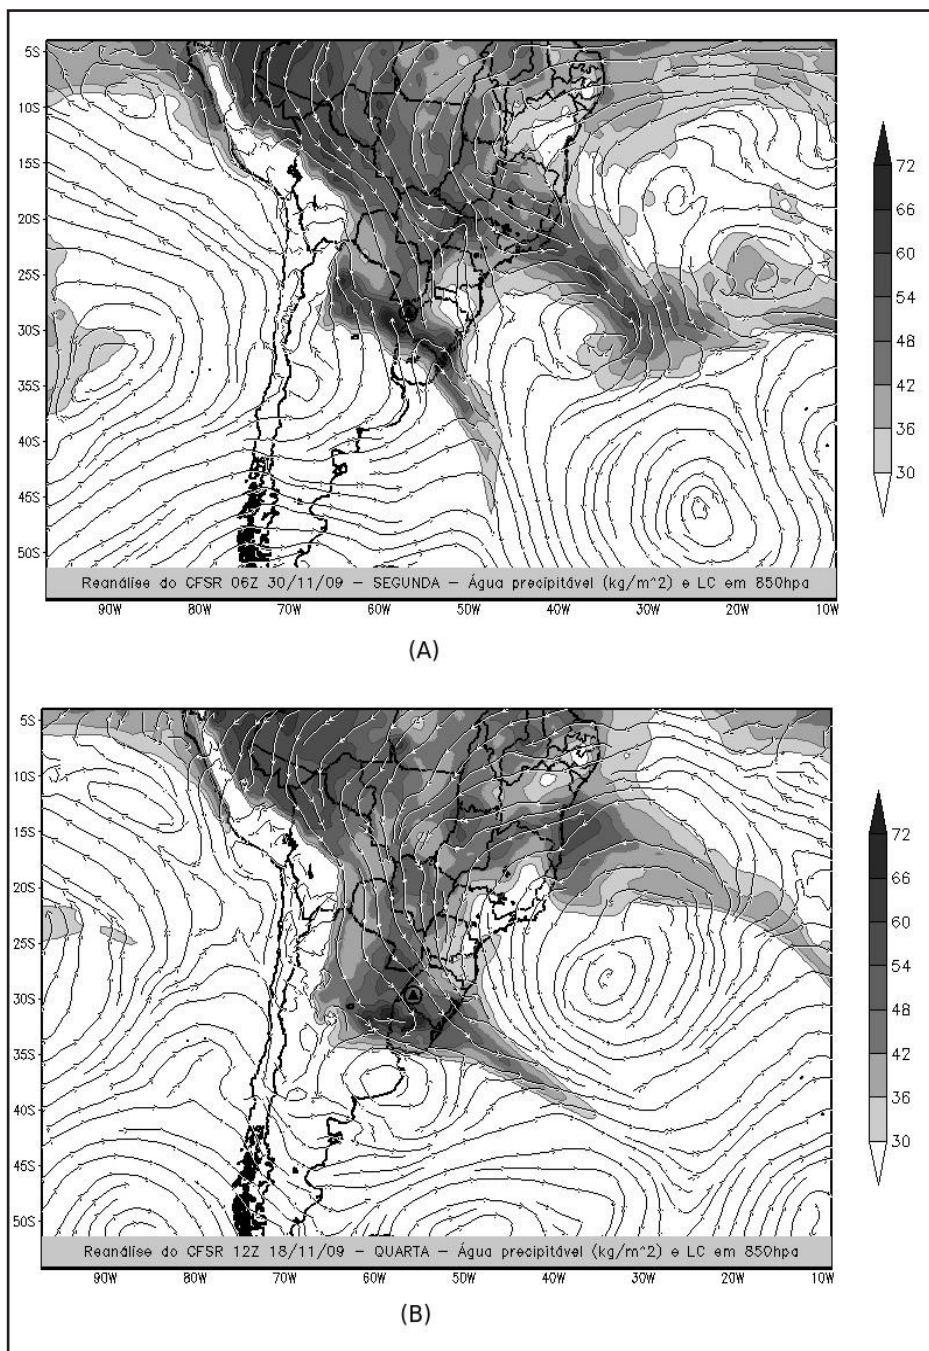 5S
10S
15S
20S
25S
30S
35S
40S
45S
50S
72
66
60
54
48
42
36
30
Reanálise do CFSR 06Z 30/11/09 – SEGUNDA – Água precipitável (kg/m^2) e LC em 850hpa
90W 80W 70W 60W 50W 40W 30W 20W 10W
(A)
5S
10S
15S
20S
25S
30S
35S
40S
45S
50S
72
66
60
54
48
42
36
30
Reanálise do CFSR 12Z 18/11/09 – QUARTA – Água precipitável (kg/m^2) e LC em 850hpa
90W 80W 70W 60W 50W 40W 30W 20W 10W
(B)